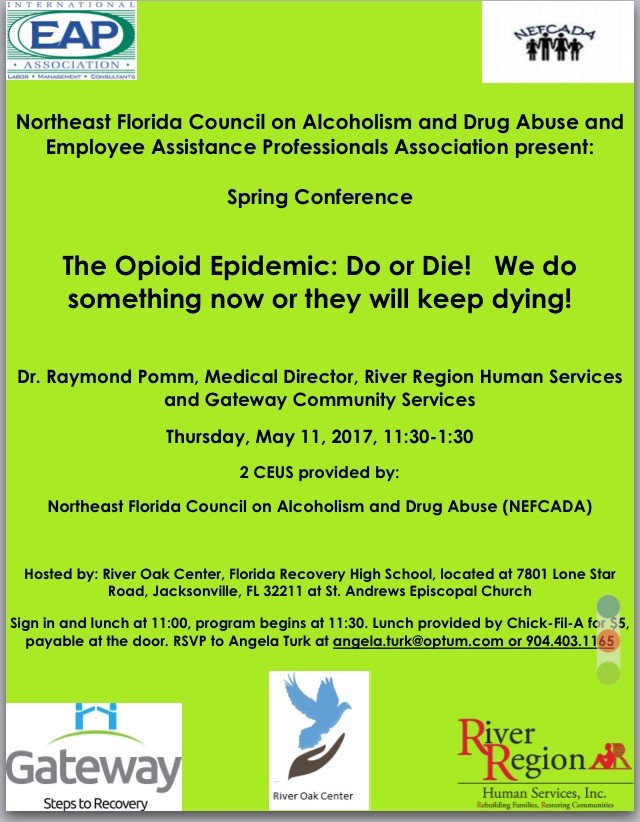 INTERNATIONAL
EAP
• ASSOCIATION •
LABOR • MANAGEMENT • CONSULTANTS
NEFCADA
Northeast Florida Council on Alcoholism and Drug Abuse and
Employee Assistance Professionals Association present:
Spring Conference
The Opioid Epidemic: Do or Die! We do
something now or they will keep dying!
Dr. Raymond Pomm, Medical Director, River Region Human Services
and Gateway Community Services
Thursday, May 11, 2017, 11:30-1:30
2 CEUS provided by:
Northeast Florida Council on Alcoholism and Drug Abuse (NEFCADA)
Hosted by: River Oak Center, Florida Recovery High School, located at 7801 Lone Star
Road, Jacksonville, FL 32211 at St. Andrews Episcopal Church
Sign in and lunch at 11:00, program begins at 11:30. Lunch provided by Chick-Fil-A for $5,
payable at the door. RSVP to Angela Turk at angela.turk@optum.com or 904.403.1165
Gateway
Steps to Recovery
River Oak Center
River
Region
Human Services, Inc.
Rebuilding Families, Restoring Communities